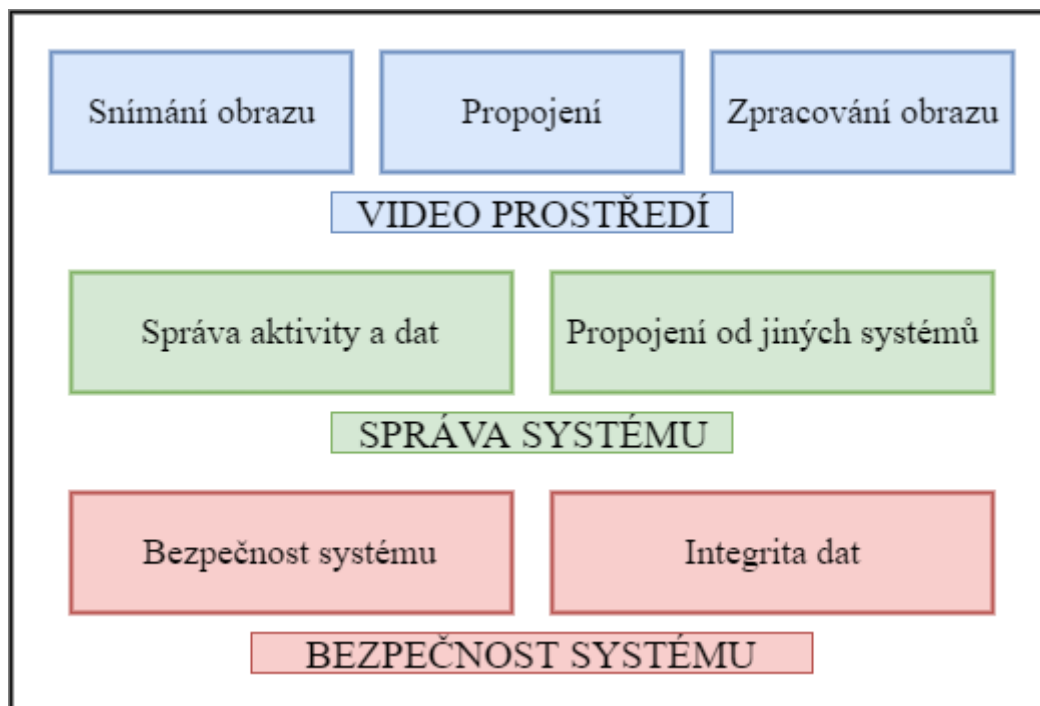 Snímání obrazu
Propojení
Zpracování obrazu
VIDEO PROSTŘEDÍ
Správa aktivity a dat
Propojení od jiných systémů
SPRÁVA SYSTÉMU
Bezpečnost systému
Integrita dat
BEZPEČNOST SYSTÉMU